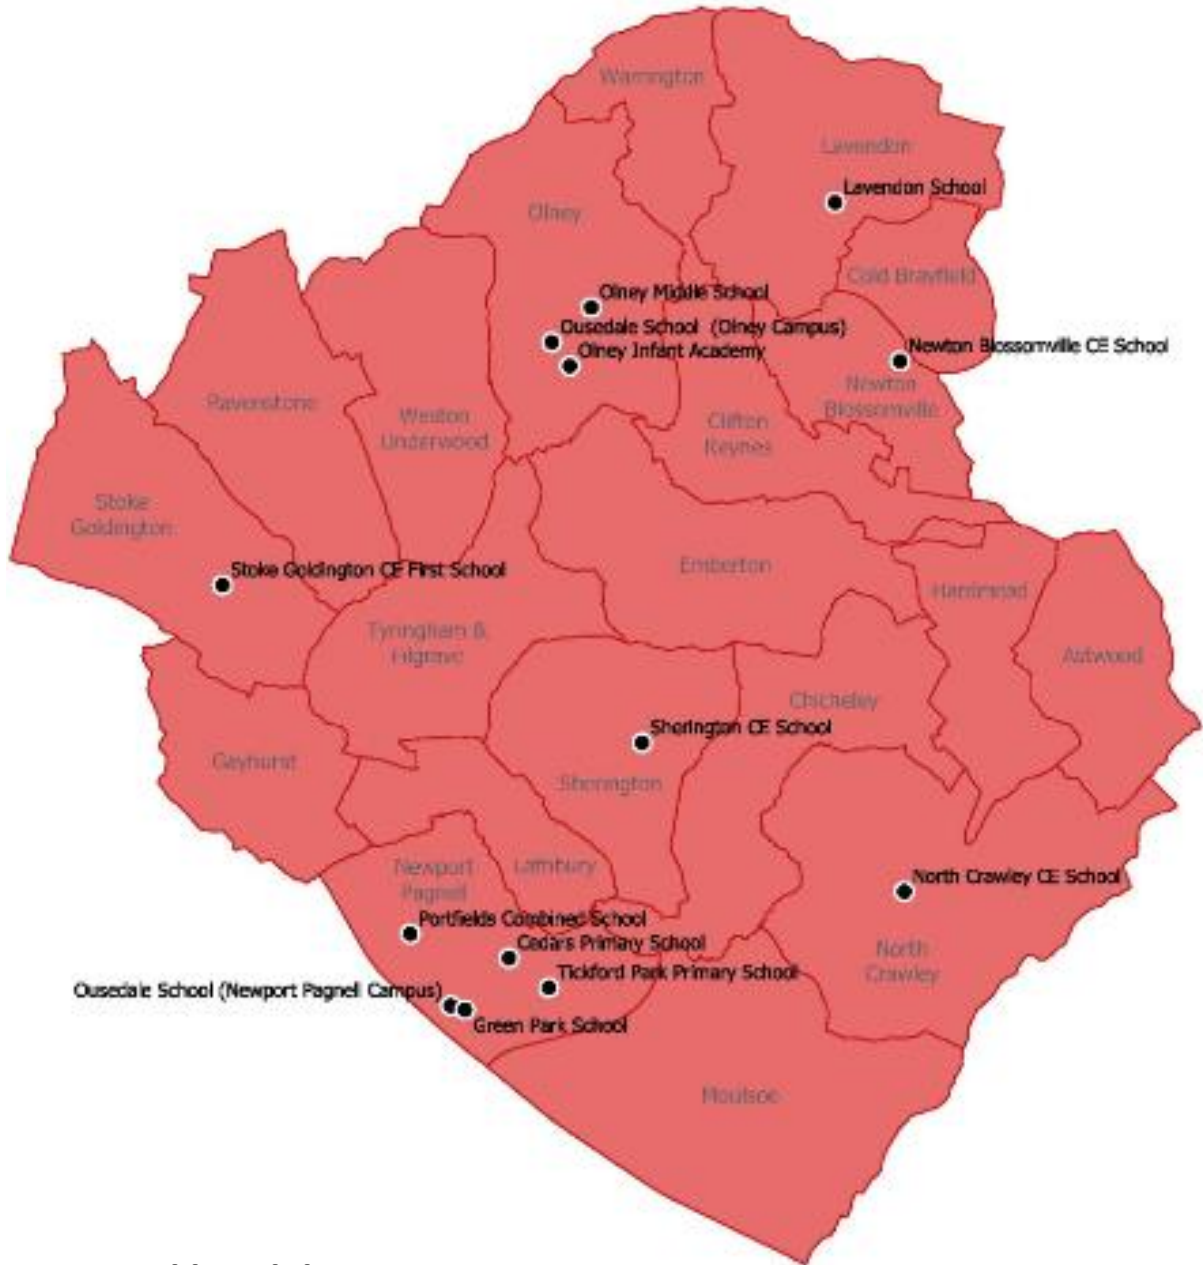 Warrington
Lavendon
Lavendon School
Olney
Cold Brayfield
Olney Middle School
Ousedale School (Olney Campus)
Newton Blossomville CE School
Olney Infant Academy
Newton
Blossomville
Ravenstone
Weston
Underwood
Clifton
Reynes
Stoke
Goldington
Stoke Goldington CE First School
Emberton
Hardmead
Tyringham &
Filgrave
Astwood
Chicheley
Sherington CE School
Gayhurst
Sherington
Newport
Pagnell
Lathbury
North Crawley CE School
Portfields Combined School
Cedars Primary School
North
Crawley
Tickford Park Primary School
Ousedale School (Newport Pagnell Campus)
Green Park School
Moulsoe